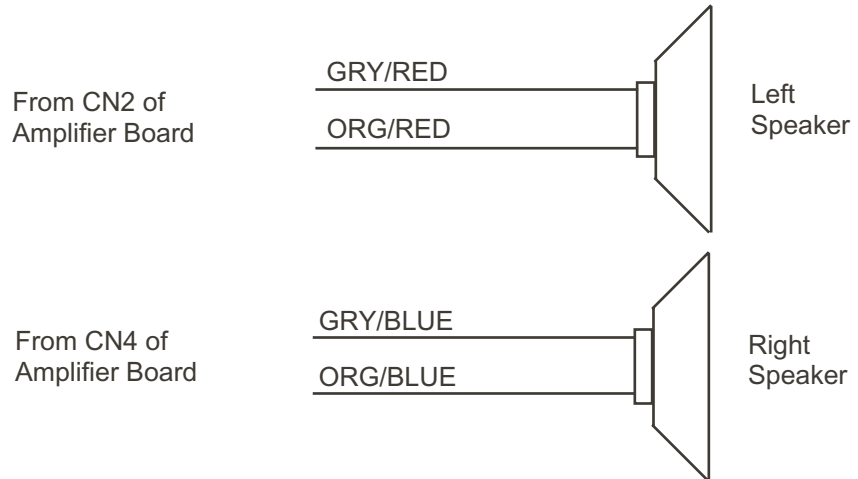 From CN2 of
Amplifier Board
GRY/RED
ORG/RED
Left
Speaker
From CN4 of
Amplifier Board
GRY/BLUE
ORG/BLUE
Right
Speaker